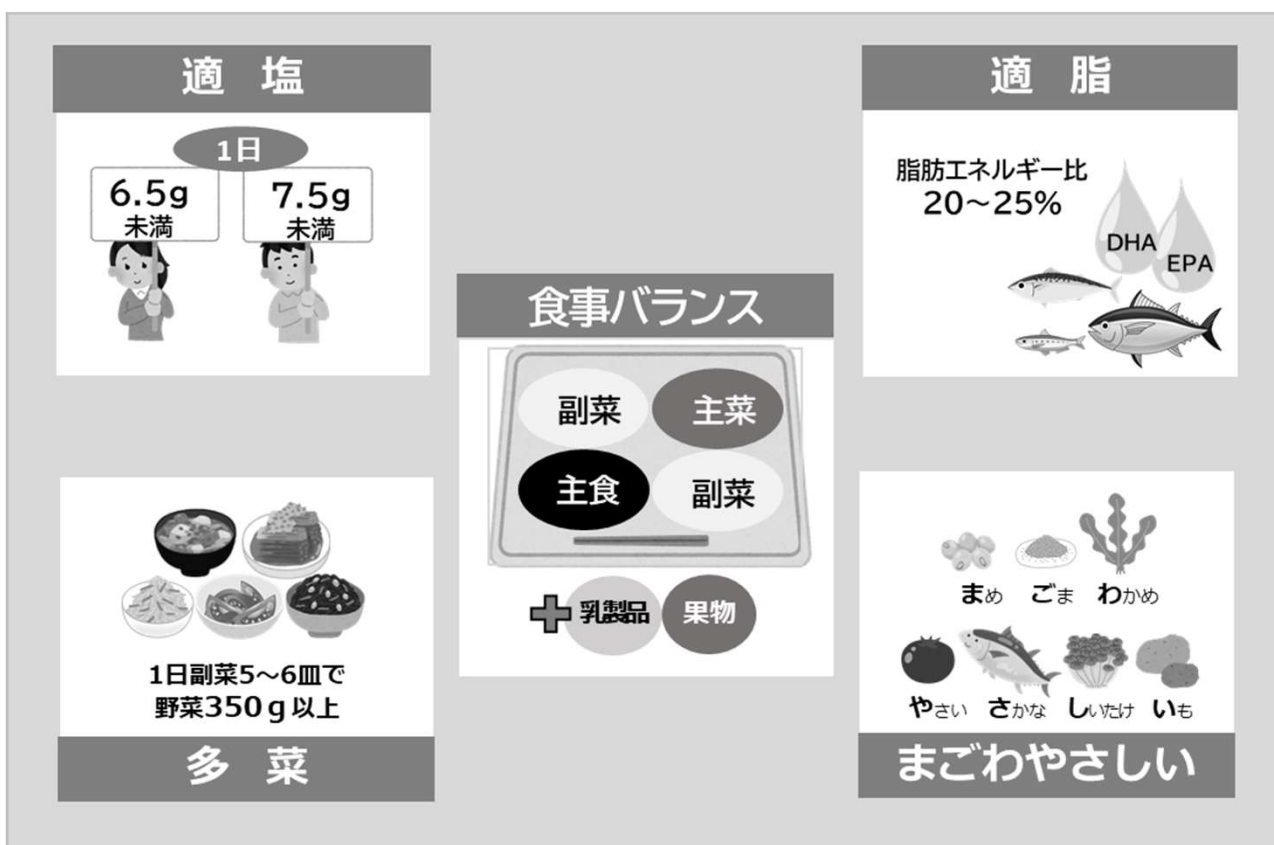 適 塩
1日
6.5g
未満
7.5g
未満
適 脂
脂肪エネルギー比
20～25%
DHA
EPA
食事バランス
副菜
主菜
主食
副菜
乳製品
果物
1日副菜5～6皿で
野菜350g以上
多 菜
まめ ごま わかめ
やさい さかな しいたけ いも
まごわやさしい